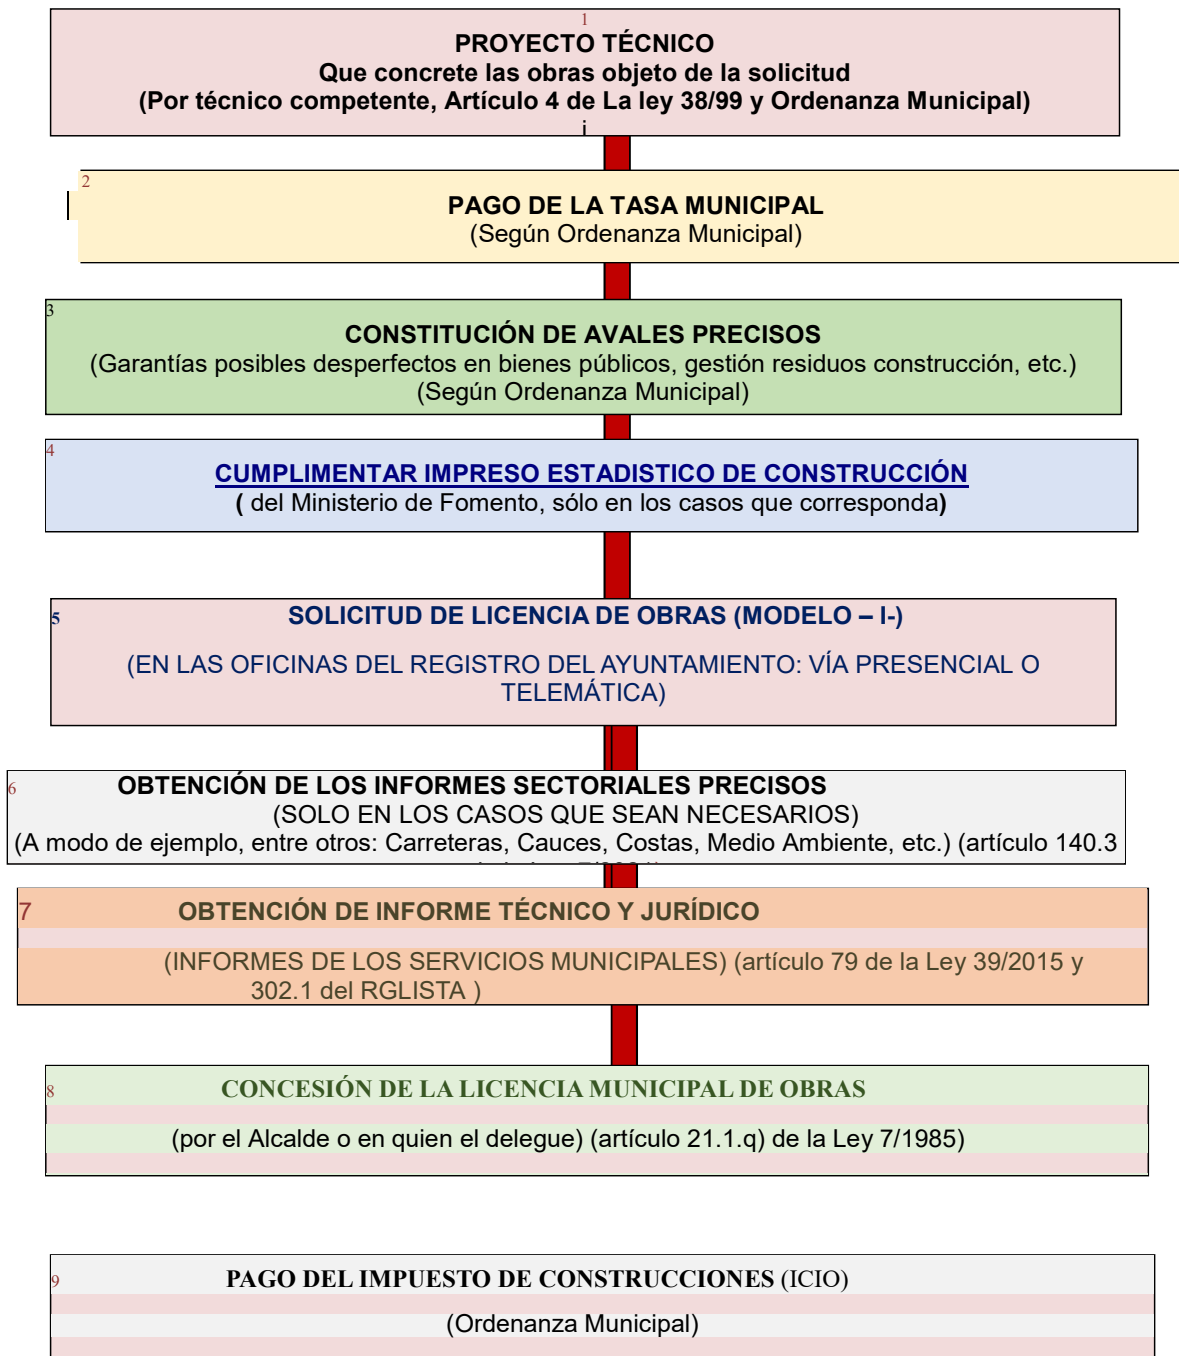 1
PROYECTO TÉCNICO
Que concrete las obras objeto de la solicitud
(Por técnico competente, Artículo 4 de La ley 38/99 y Ordenanza Municipal)
i
2
PAGO DE LA TASA MUNICIPAL
(Según Ordenanza Municipal)
3
CONSTITUCIÓN DE AVALES PRECISOS
(Garantías posibles desperfectos en bienes públicos, gestión residuos construcción, etc.)
(Según Ordenanza Municipal)
4
CUMPLIMENTAR IMPRESO ESTADISTICO DE CONSTRUCCIÓN
( del Ministerio de Fomento, sólo en los casos que corresponda)
5 SOLICITUD DE LICENCIA DE OBRAS (MODELO – I-)
(EN LAS OFICINAS DEL REGISTRO DEL AYUNTAMIENTO: VÍA PRESENCIAL O
TELEMÁTICA)
6 OBTENCIÓN DE LOS INFORMES SECTORIALES PRECISOS
(SOLO EN LOS CASOS QUE SEAN NECESARIOS)
(A modo de ejemplo, entre otros: Carreteras, Cauces, Costas, Medio Ambiente, etc.) (artículo 140.3
7 OBTENCIÓN DE INFORME TÉCNICO Y JURÍDICO
(INFORMES DE LOS SERVICIOS MUNICIPALES) (artículo 79 de la Ley 39/2015 y
302.1 del RGLISTA )
8 CONCESIÓN DE LA LICENCIA MUNICIPAL DE OBRAS
(por el Alcalde o en quien el delegue) (artículo 21.1.q) de la Ley 7/1985)
9 PAGO DEL IMPUESTO DE CONSTRUCCIONES (ICIO)
(Ordenanza Municipal)